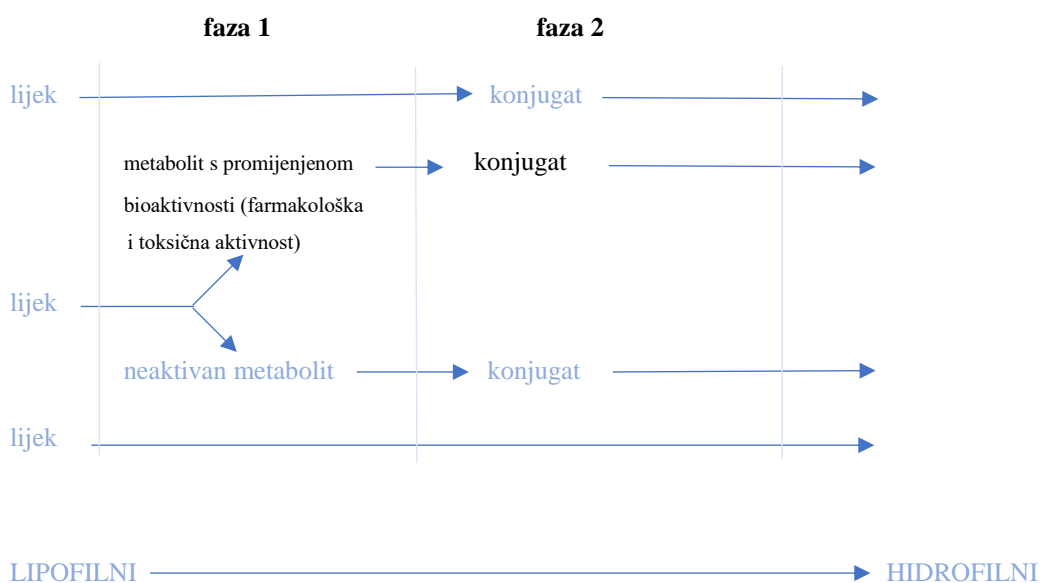 faza 1 faza 2
lijek konjugat
metabolit s promijenjenom konjugat
bioaktivnosti (farmakološka
i toksična aktivnost)
lijek
neaktivan metabolit konjugat
lijek
LIPOFILNI HIDROFILNI